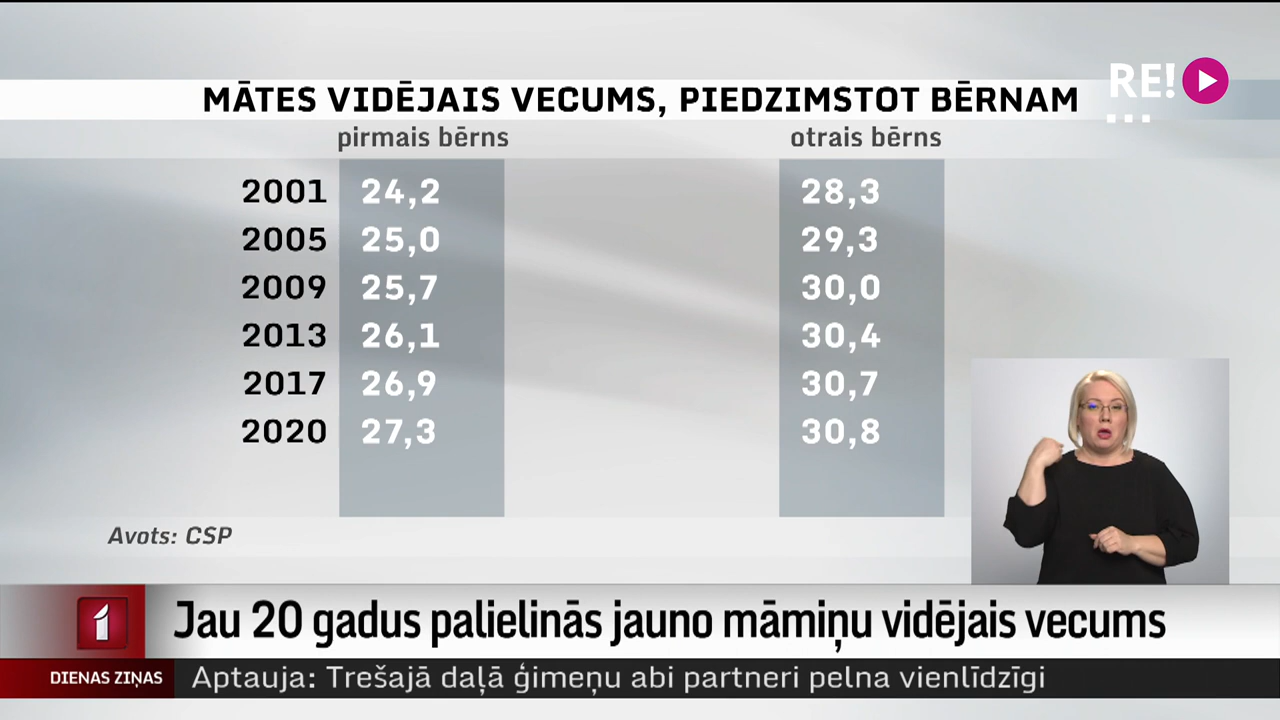 MĀTES VIDĒJAIS VECUMS, PIEDZIMSTOT BĒRNAM
RE!
pirmais bērns otrais bērns
2001 24,2 28,3
2005 25,0 29,3
2009 25,7 30,0
2013 26,1 30,4
2017 26,9 30,7
2020 27,3 30,8
Avots: CSP
1 Jau 20 gadus palielinās jauno māmiņu vidējais vecums
DIENAS ZIŅAS Aptauja: Trešajā daļā ģimeņu abi partneri pelna vienlīdzīgi